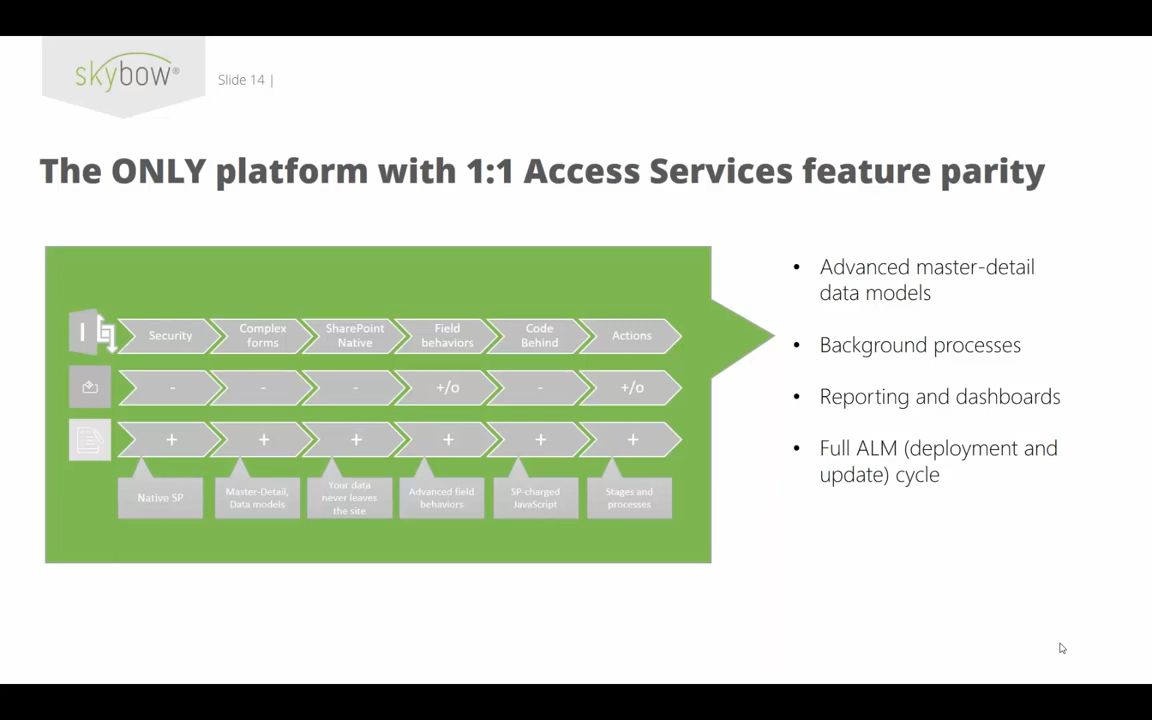 skybow®
Slide 14 |
The ONLY platform with 1:1 Access Services feature parity
Security
Complex
forms
SharePoint
Native
Field
behaviors
Code
Behind
Actions
-
-
-
+/o
-
+/o
+
+
+
+
+
+
Native SP
Master-Detail,
Data models
Your data
never leaves
the site
Advanced field
behaviors
SP-charged
JavaScript
Stages and
processes
• Advanced master-detail
data models
• Background processes
• Reporting and dashboards
• Full ALM (deployment and
update) cycle